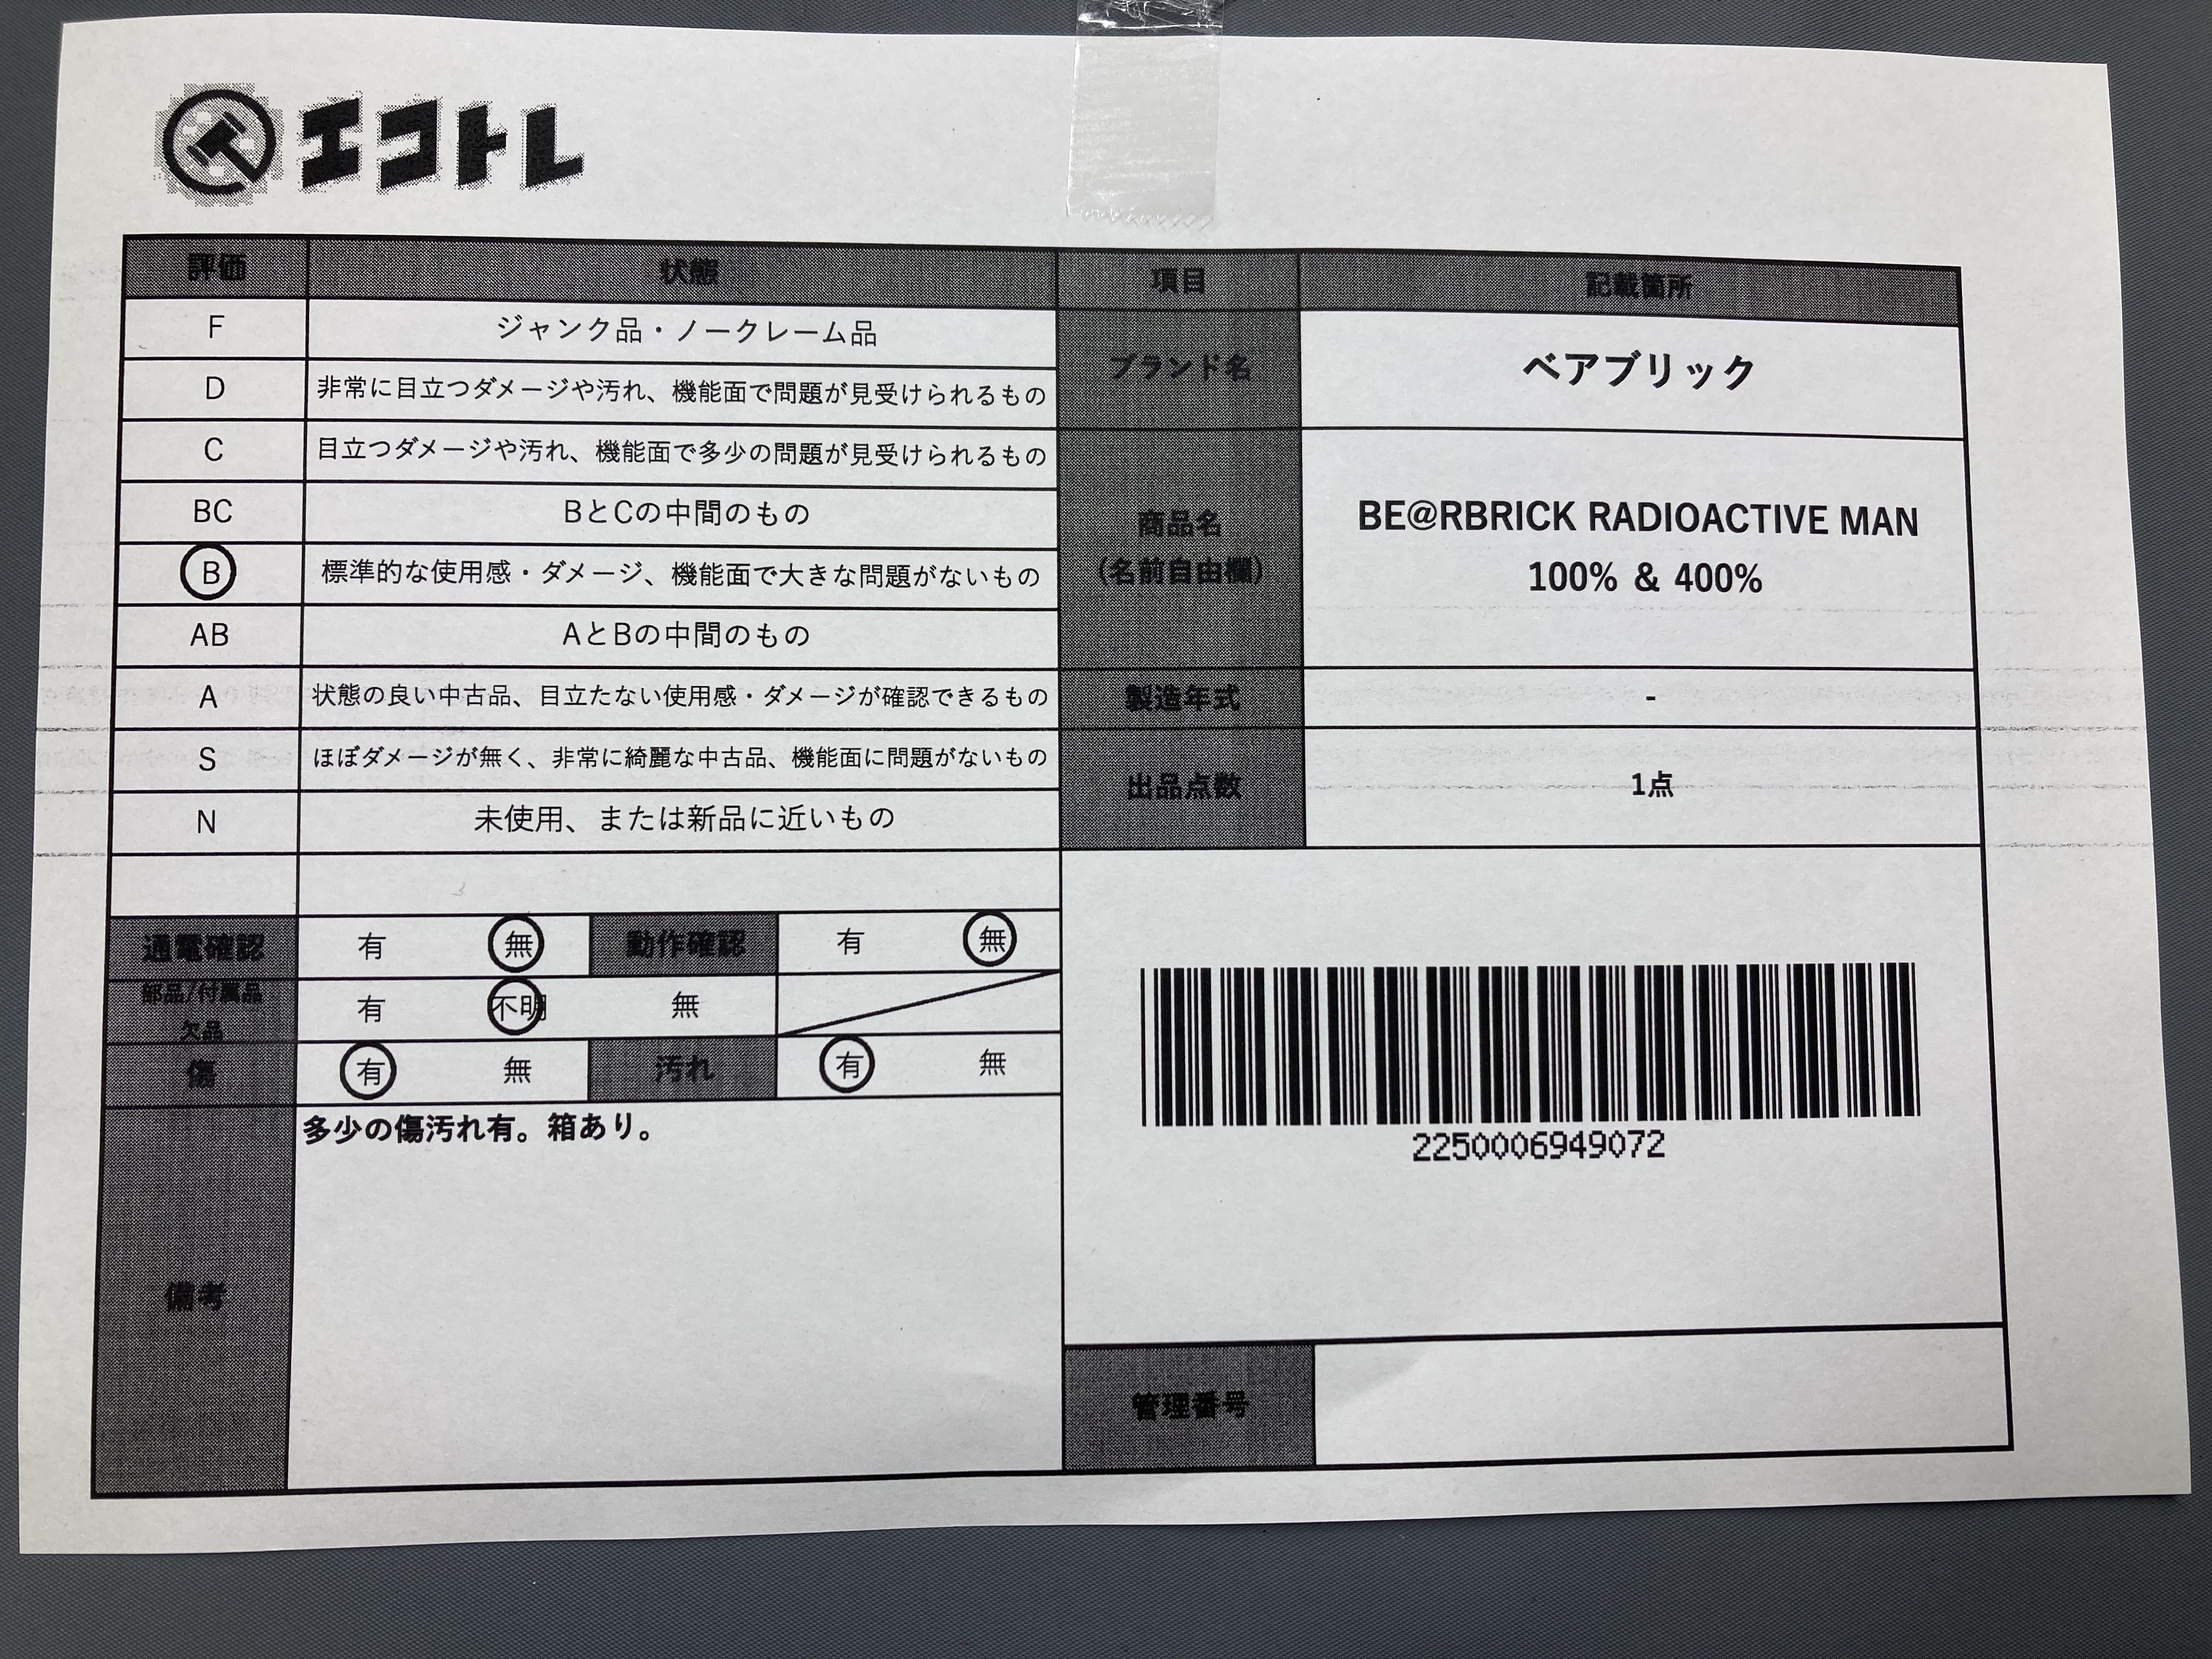 エコトレ
評価 状態 項目 記載箇所
F ジャンク品・ノークレーム品
D 非常に目立つダメージや汚れ、機能面で問題が見受けられるもの
ブランド名 ベアブリック
C 目立つダメージや汚れ、機能面で多少の問題が見受けられるもの
BC BとCの中間のもの
B 標準的な使用感・ダメージ、機能面で大きな問題がないもの
AB AとBの中間のもの
商品名
(名前自由欄)
BE@RBRICK RADIOACTIVE MAN
100% & 400%
A 状態の良い中古品、目立たない使用感・ダメージが確認できるもの
製造年式 -
S ほぼダメージが無く、非常に綺麗な中古品、機能面に問題がないもの
N 未使用、または新品に近いもの
出品点数 1点
通電確認 有 無 動作確認 有 無
部品/付属品
欠品
有 不明 無
傷 有 無 汚れ 有 無
備考
多少の傷汚れ有。箱あり。
2250006949072
管理番号